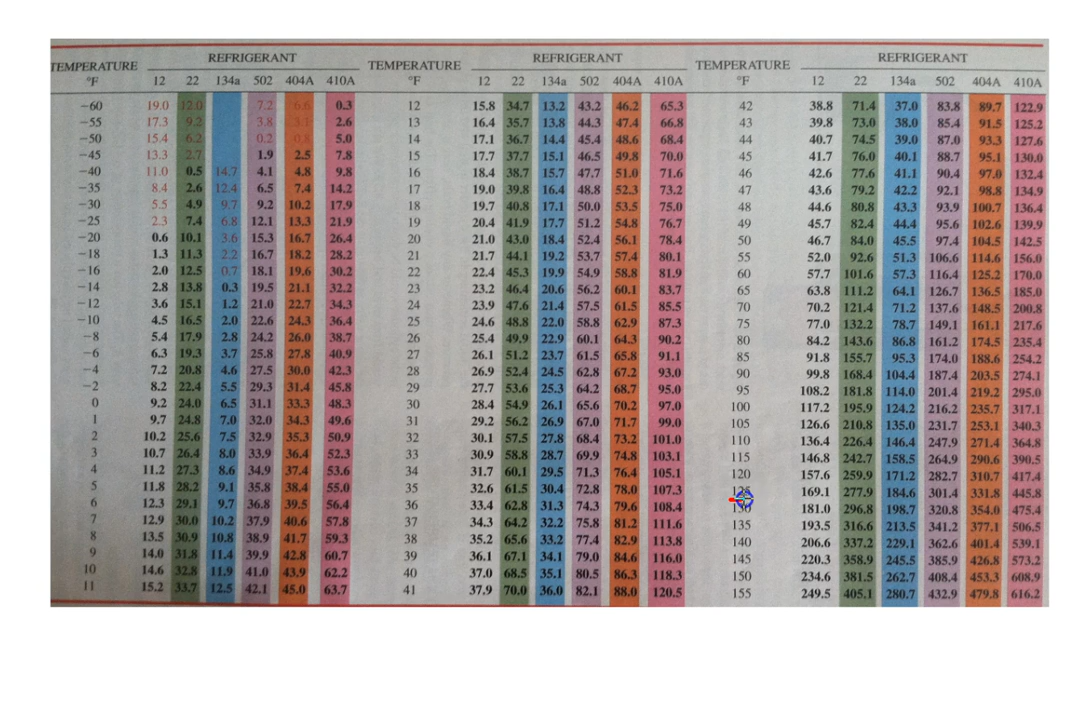 REFRIGERANT REFRIGERANT REFRIGERANT
TEMPERATURE TEMPERATURE TEMPERATURE
°F 12 22 134a 502 404A 410A °F 12 22 134a 502 404A 410A °F 12 22 134a 502 404A 410A
−60 19.0 12.0 7.2 6.6 0.3 12 15.8 34.7 13.2 43.2 46.2 65.3 42 38.8 71.4 37.0 83.8 89.7 122.9
−55 17.3 9.2 3.8 3.1 2.6 13 16.4 35.7 13.8 44.3 47.4 66.8 43 39.8 73.0 38.0 85.4 91.5 125.2
−50 15.4 6.2 0.2 0.8 5.0 14 17.1 36.7 14.4 45.4 48.6 68.4 44 40.7 74.5 39.0 87.0 93.3 127.6
−45 13.3 2.7 1.9 2.5 7.8 15 17.7 37.7 15.1 46.5 49.8 70.0 45 41.7 76.0 40.1 88.7 95.1 130.0
−40 11.0 0.5 14.7 4.1 4.8 9.8 16 18.4 38.7 15.7 47.7 51.0 71.6 46 42.6 77.6 41.1 90.4 97.0 132.4
−35 8.4 2.6 12.4 6.5 7.4 14.2 17 19.0 39.8 16.4 48.8 52.3 73.2 47 43.6 79.2 42.2 92.1 98.8 134.9
−30 5.5 4.9 9.7 9.2 10.2 17.9 18 19.7 40.8 17.1 50.0 53.5 75.0 48 44.6 80.8 43.3 93.9 100.7 136.4
−25 2.3 7.4 6.8 12.1 13.3 21.9 19 20.4 41.9 17.7 51.2 54.8 76.7 49 45.7 82.4 44.4 95.6 102.6 139.9
−20 0.6 10.1 3.6 15.3 16.7 26.4 20 21.0 43.0 18.4 52.4 56.1 78.4 50 46.7 84.0 45.5 97.4 104.5 142.5
−18 1.3 11.3 2.2 16.7 18.2 28.2 21 21.7 44.1 19.2 53.7 57.4 80.1 55 52.0 92.6 51.3 106.6 114.6 156.0
−16 2.0 12.5 0.7 18.1 19.6 30.2 22 22.4 45.3 19.9 54.9 58.8 81.9 60 57.7 101.6 57.3 116.4 125.2 170.0
−14 2.8 13.8 0.3 19.5 21.1 32.2 23 23.2 46.4 20.6 56.2 60.1 83.7 65 63.8 111.2 64.1 126.7 136.5 185.0
−12 3.6 15.1 1.2 21.0 22.7 34.3 24 23.9 47.6 21.4 57.5 61.5 85.5 70 70.2 121.4 71.2 137.6 148.5 200.8
−10 4.5 16.5 2.0 22.6 24.3 36.4 25 24.6 48.8 22.0 58.8 62.9 87.3 75 77.0 132.2 78.7 149.1 161.1 217.6
−8 5.4 17.9 2.8 24.2 26.0 38.7 26 25.4 49.9 22.9 60.1 64.3 90.2 80 84.2 143.6 86.8 161.2 174.5 235.4
−6 6.3 19.3 3.7 25.8 27.8 40.9 27 26.1 51.2 23.7 61.5 65.8 91.1 85 91.8 155.7 95.3 174.0 188.6 254.2
−4 7.2 20.8 4.6 27.5 30.0 42.3 28 26.9 52.4 24.5 62.8 67.2 93.0 90 99.8 168.4 104.4 187.4 203.5 274.1
−2 8.2 22.4 5.5 29.3 31.4 45.8 29 27.7 53.6 25.3 64.2 68.7 95.0 95 108.2 181.8 114.0 201.4 219.2 295.0
0 9.2 24.0 6.5 31.1 33.3 48.3 30 28.4 54.9 26.1 65.6 70.2 97.0 100 117.2 195.9 124.2 216.2 235.7 317.1
1 9.7 24.8 7.0 32.0 34.3 49.6 31 29.2 56.2 26.9 67.0 71.7 99.0 105 126.6 210.8 135.0 231.7 253.1 340.3
2 10.2 25.6 7.5 32.9 35.3 50.9 32 30.1 57.5 27.8 68.4 73.2 101.0 110 136.4 226.4 146.4 247.9 271.4 364.8
3 10.7 26.4 8.0 33.9 36.4 52.3 33 30.9 58.8 28.7 69.9 74.8 103.1 115 146.8 242.7 158.5 264.9 290.6 390.5
4 11.2 27.3 8.6 34.9 37.4 53.6 34 31.7 60.1 29.5 71.3 76.4 105.1 120 157.6 259.9 171.2 282.7 310.7 417.4
5 11.8 28.2 9.1 35.8 38.4 55.0 35 32.6 61.5 30.4 72.8 78.0 107.3 125 169.1 277.9 184.6 301.4 331.8 445.8
6 12.3 29.1 9.7 36.8 39.5 56.4 36 33.4 62.8 31.3 74.3 79.6 108.4 130 181.0 296.8 198.7 320.8 354.0 475.4
7 12.9 30.0 10.2 37.9 40.6 57.8 37 34.3 64.2 32.2 75.8 81.2 111.6 135 193.5 316.6 213.5 341.2 377.1 506.5
8 13.5 30.9 10.8 38.9 41.7 59.3 38 35.2 65.6 33.2 77.4 82.9 113.8 140 206.6 337.2 229.1 362.6 401.4 539.1
9 14.0 31.8 11.4 39.9 42.8 60.7 39 36.1 67.1 34.1 79.0 84.6 116.0 145 220.3 358.9 245.5 385.9 426.8 573.2
10 14.6 32.8 11.9 41.0 43.9 62.2 40 37.0 68.5 35.1 80.5 86.3 118.3 150 234.6 381.5 262.7 408.4 453.3 608.9
11 15.2 33.7 12.5 42.1 45.0 63.7 41 37.9 70.0 36.0 82.1 88.0 120.5 155 249.5 405.1 280.7 432.9 479.8 616.2